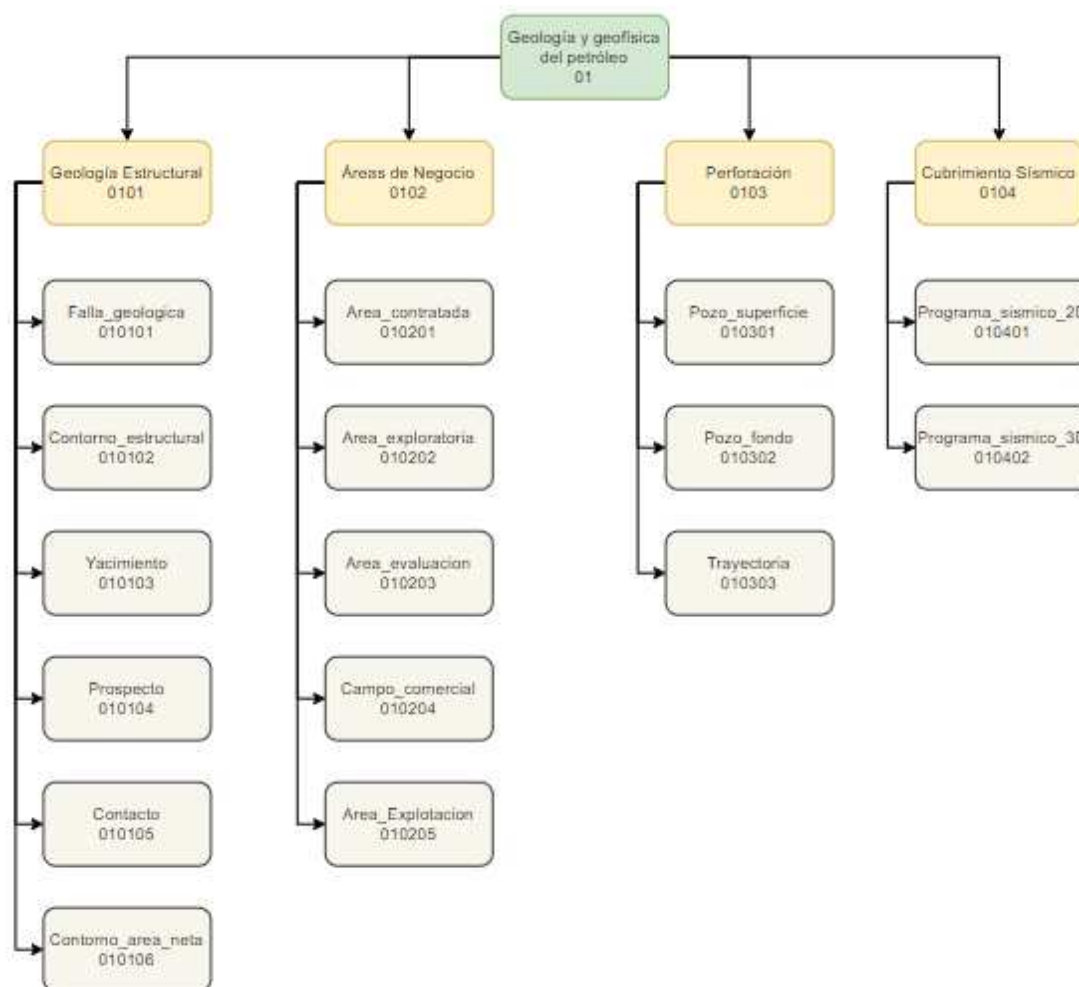 Geología y geofísica
del petróleo
01
Geología Estructural
0101
Áreas de Negocio
0102
Perforación
0103
Cubrimiento Sísmico
0104
Falla_geologica
010101
Area_contratada
010201
Pozo_superficie
010301
Programa_sismico_2D
010401
Contorno_estructural
010102
Area_exploratoria
010202
Pozo_fondo
010302
Programa_sismico_3D
010402
Yacimiento
010103
Area_evaluacion
010203
Trayectoria
010303
Prospecto
010104
Campo_comercial
010204
Contacto
010105
Area_Explotacion
010205
Contorno_area_neta
010106